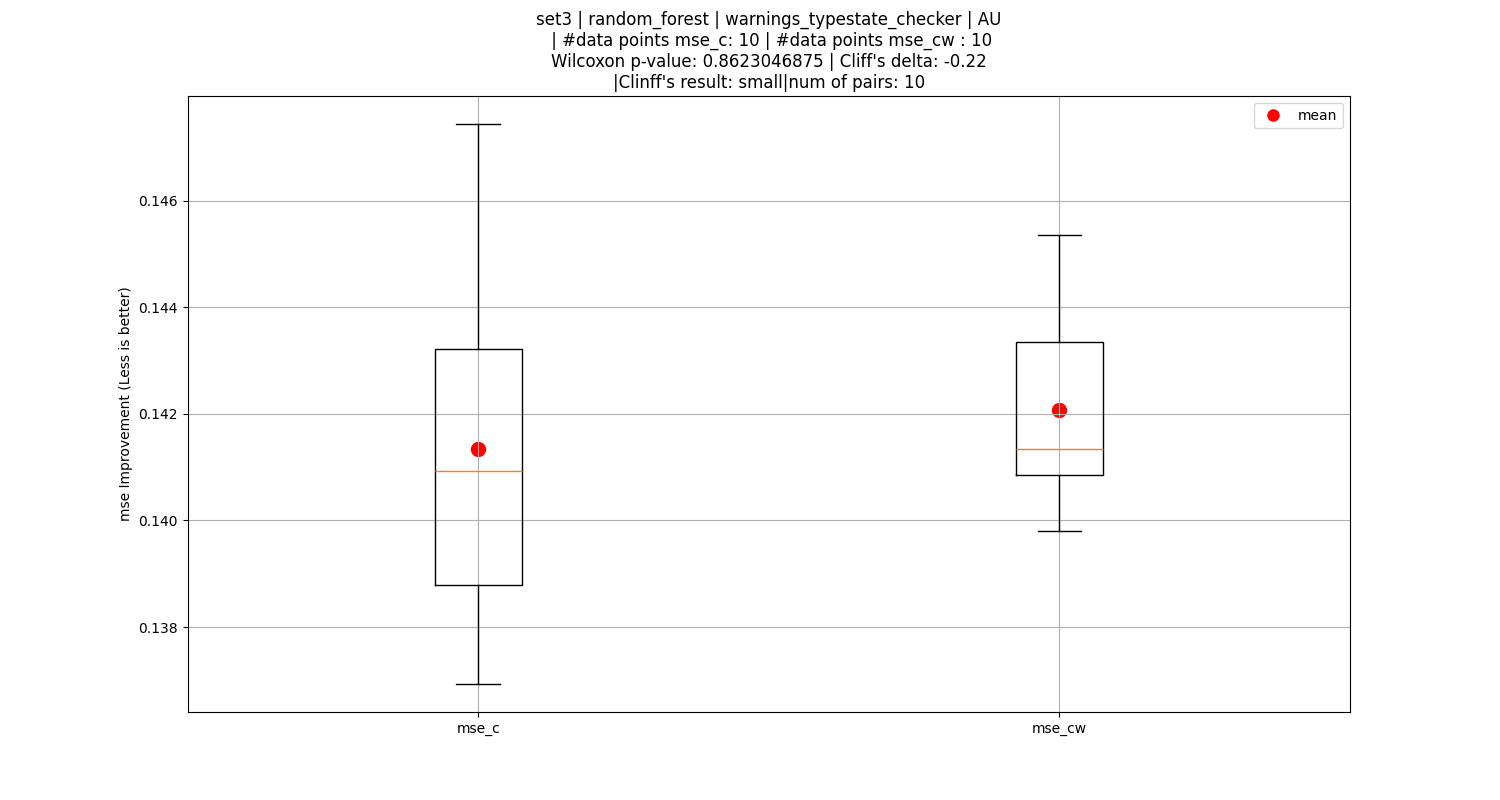 set3 | random_forest | warnings_typestate_checker | AU
| #data points mse_c: 10 | #data points mse_cw : 10
Wilcoxon p-value: 0.8623046875 | Cliff's delta: -0.22
|Clinff's result: small|num of pairs: 10
mean
mse Improvement (Less is better)
0.146
0.144
0.142
0.140
0.138
mse_c
mse_cw